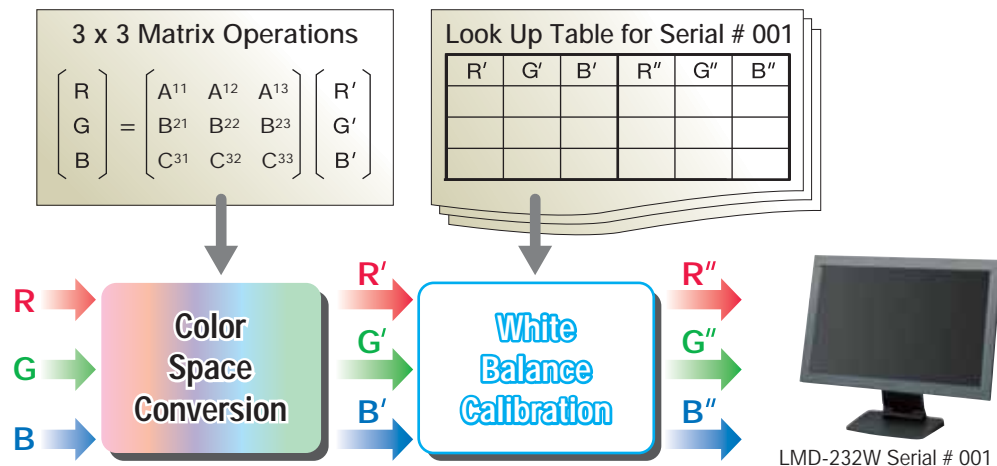 3 x 3 Matrix Operations
R = A¹¹ A¹² A¹³ R′
G B²¹ B²² B²³ G′
B C³¹ C³² C³³ B′
Look Up Table for Serial # 001
R′ G′ B′ R″ G″ B″
R R′ R″
G G′ G″
B B′ B″
Color
Space
Conversion
White
Balance
Calibration
LMD-232W Serial # 001